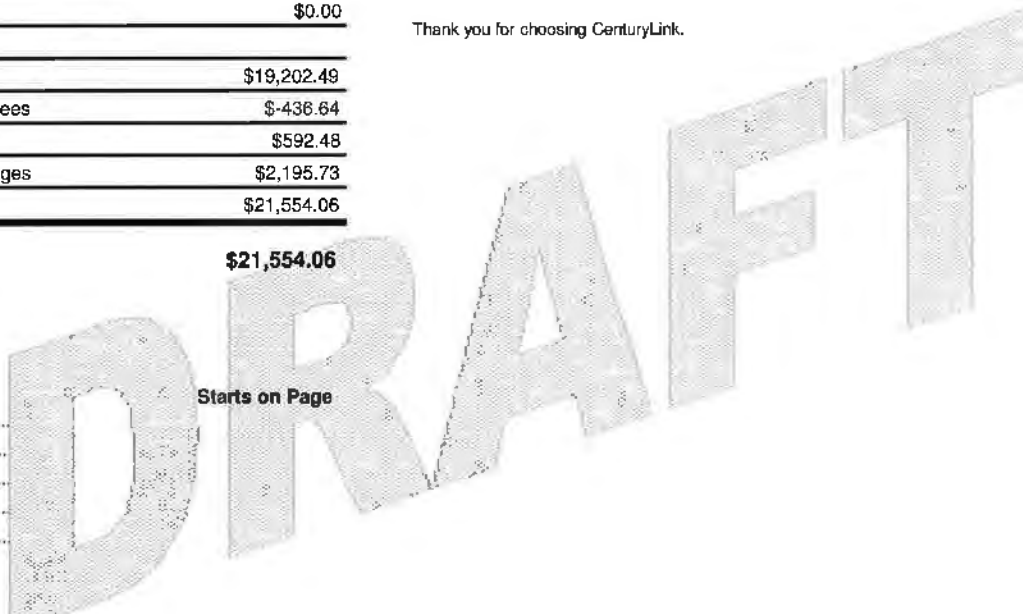 $0.00
Thank you for choosing CenturyLink.
$19,202.49
ees $-436.64
$592.48
ges $2,195.73
$21,554.06
$21,554.06
Starts on Page
DRAFT